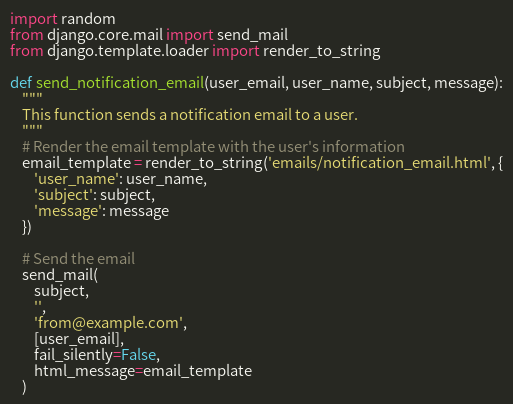 import random
from django.core.mail import send_mail
from django.template.loader import render_to_string

def send_notification_email(user_email, user_name, subject, message):
    """
    This function sends a notification email to a user.
    """
    # Render the email template with the user's information
    email_template = render_to_string('emails/notification_email.html', {
        'user_name': user_name,
        'subject': subject,
        'message': message
    })

    # Send the email
    send_mail(
        subject,
        '',
        'from@example.com',
        [user_email],
        fail_silently=False,
        html_message=email_template
    )